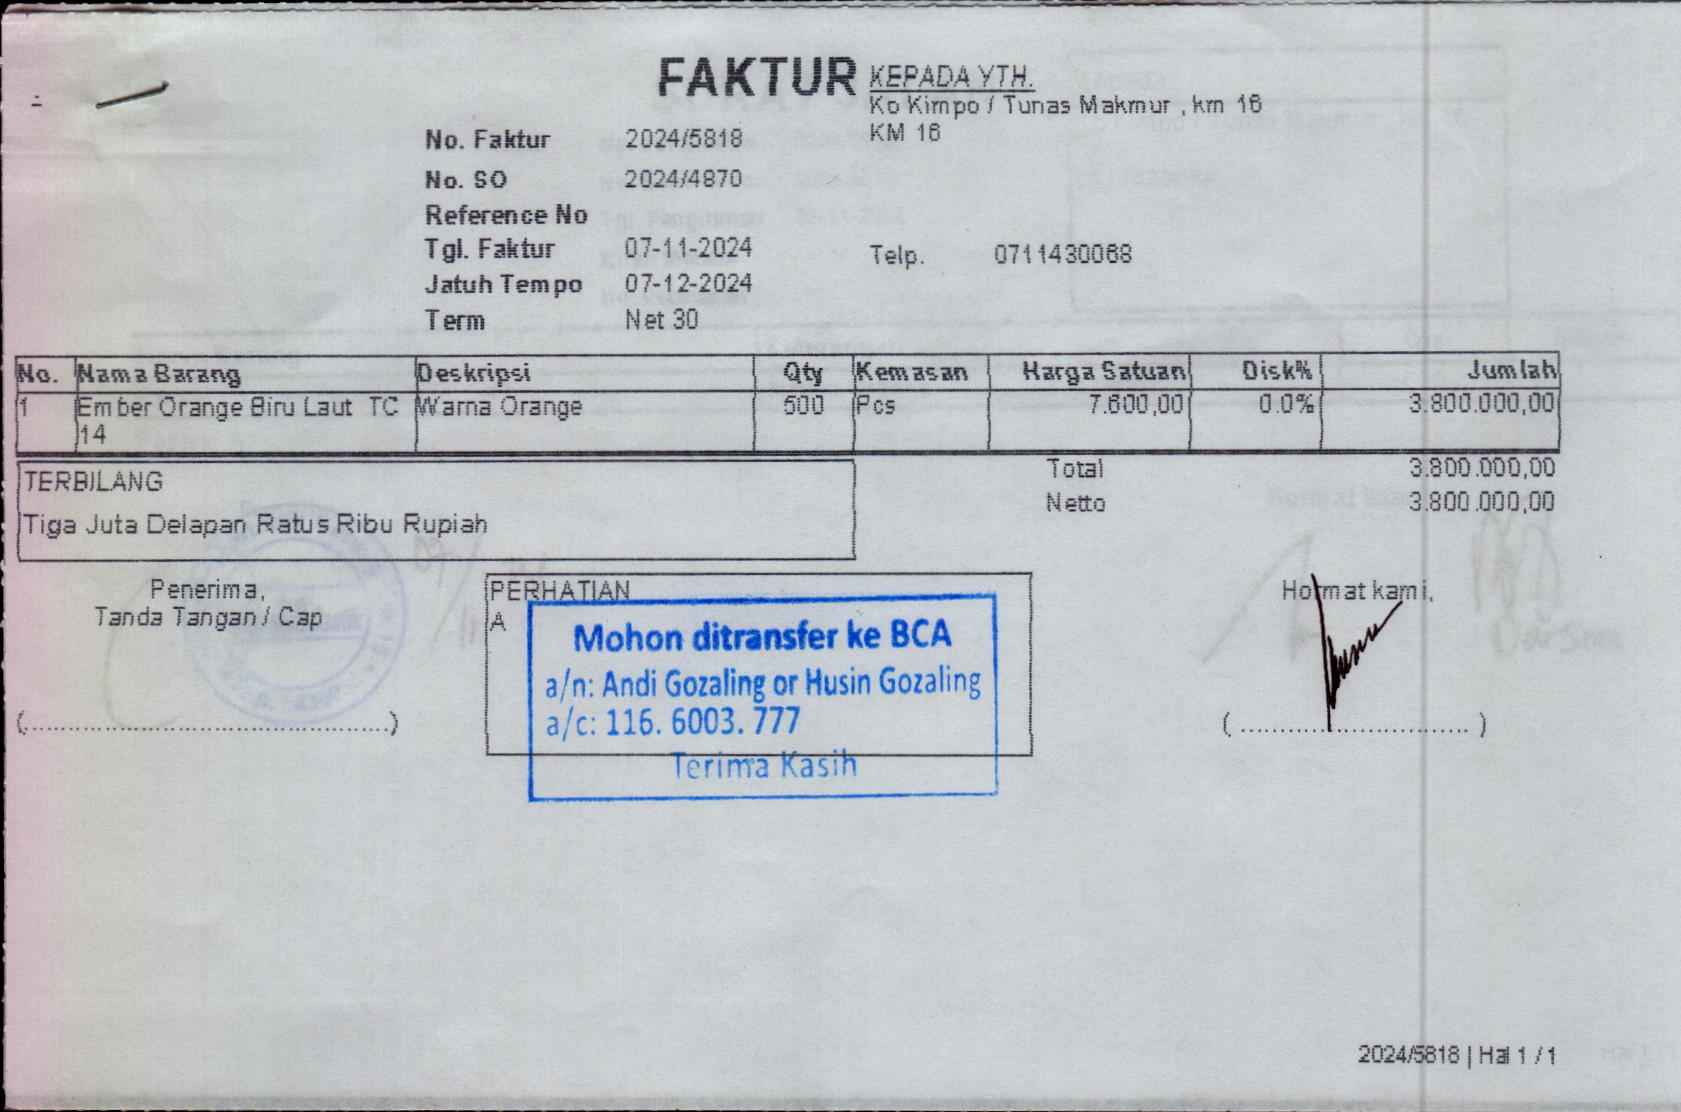 FAKTUR
KEPADA YTH.
Ko Kimpo / Tunas Makmur , km 16
KM 16
No. Faktur 2024/5818
No. SO 2024/4870
Reference No
Tgl. Faktur 07-11-2024
Telp. 0711430068
Jatuh Tempo 07-12-2024
Term Net 30
No. Nama Barang Deskripsi Qty Kemasan Harga Satuan Disk% Jumlah
1 Ember Orange Biru Laut TC Warna Orange 500 Pcs 7.600,00 0.0% 3.800.000,00
14
Total 3.800.000,00
Netto 3.800.000,00
TERBILANG
Tiga Juta Delapan Ratus Ribu Rupiah
Penerima,
Tanda Tangan / Cap
(...............................................)
PERHATIAN
A
Mohon ditransfer ke BCA
a/n: Andi Gozaling or Husin Gozaling
a/c: 116. 6003. 777
Terima Kasih
Hormat kami,
( ............................. )
2024/5818 | Hal 1 / 1